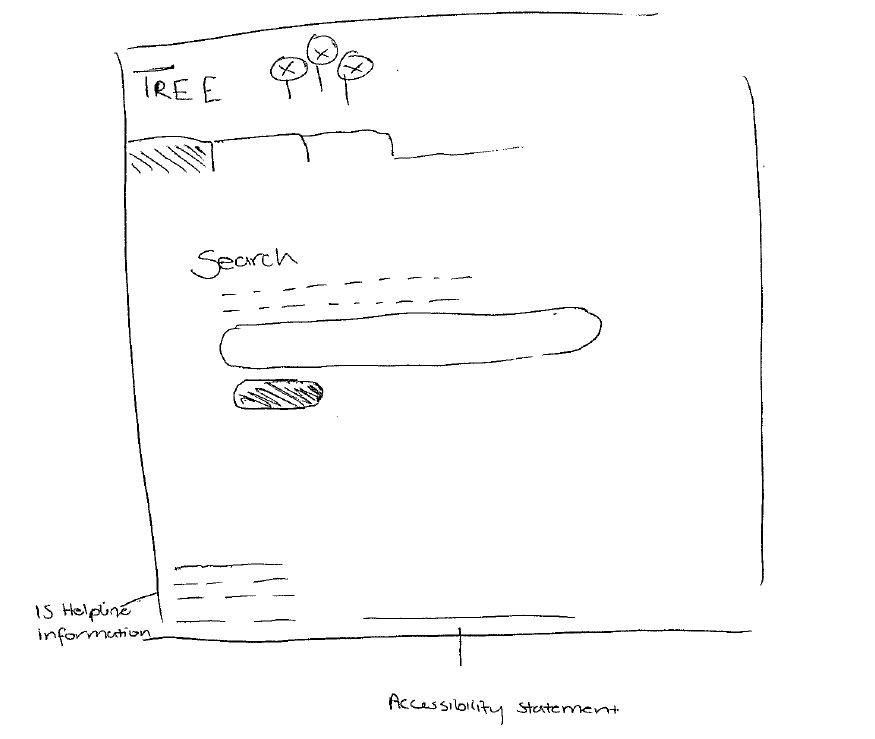 TREE
Search
IS Helpline
information
Accessibility statement